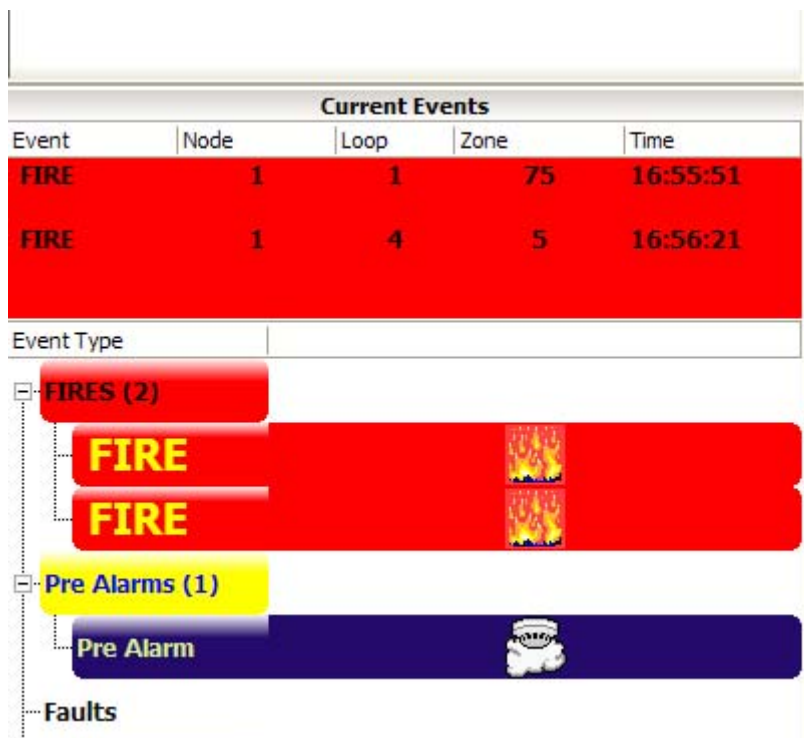 Current Events
Event Node Loop Zone Time
FIRE 1 1 75 16:55:51
FIRE 1 4 5 16:56:21
Event Type
FIRES (2)
FIRE
FIRE
Pre Alarms (1)
Pre Alarm
Faults